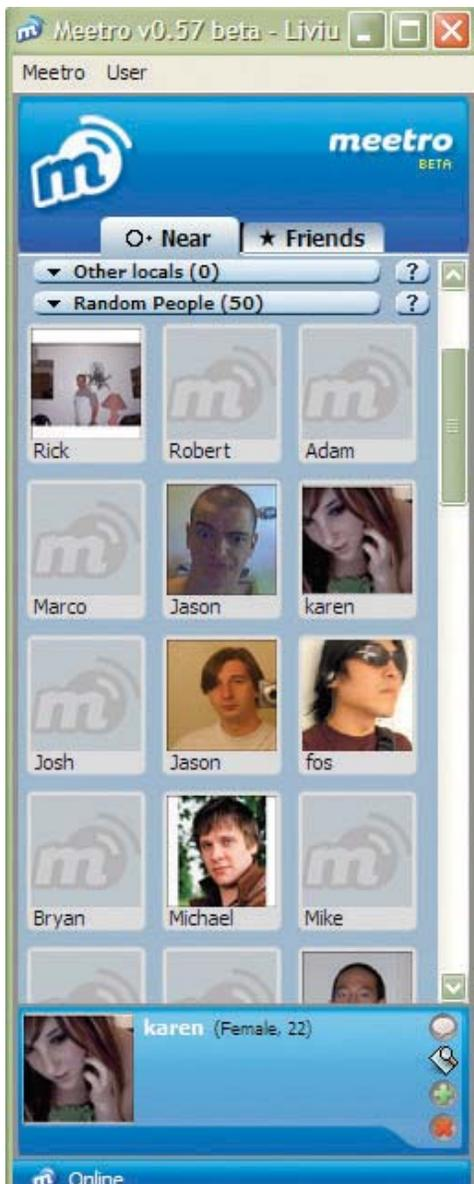 Meetro v0.57 beta - Liviu
Meetro User
m
meetro
BETA
Near
Friends
Other locals (0)
?
Random People (50)
?
Rick Robert Adam
Marco Jason karen
Josh Jason fos
Bryan Michael Mike
karen (Female, 22)
Online